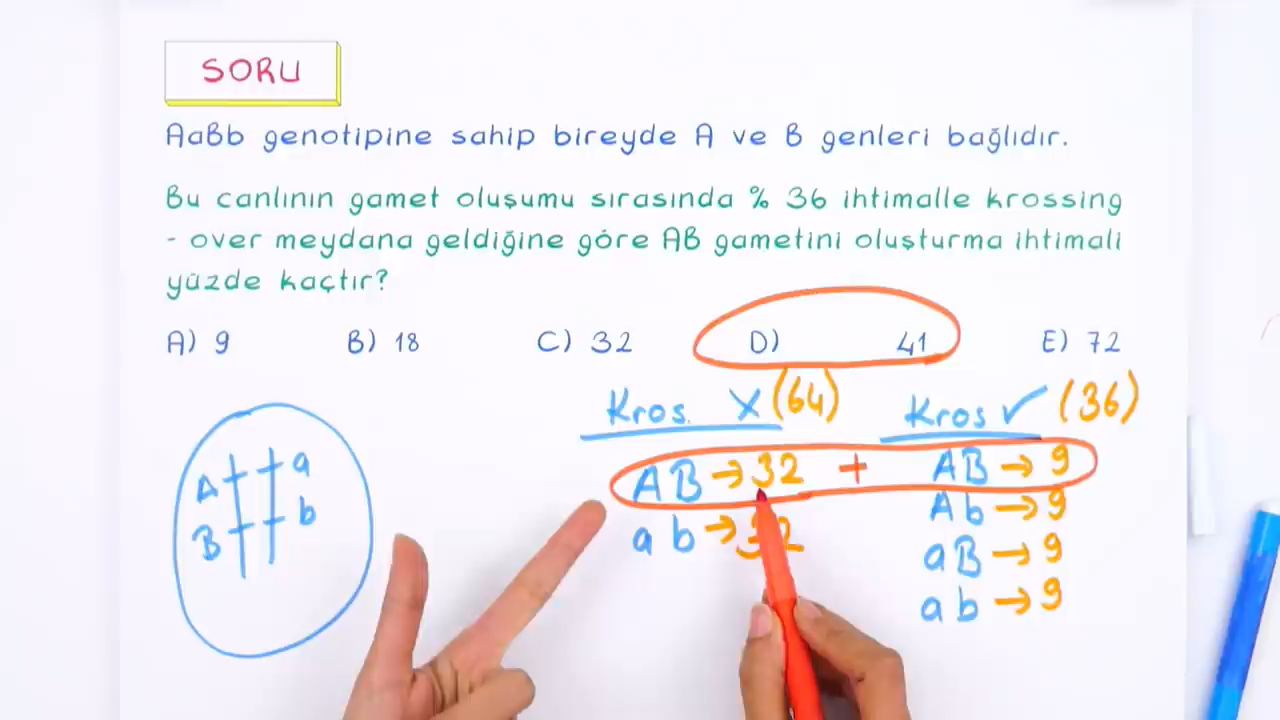 SORU
AaBb genotipine sahip bireyde A ve B genleri bağlıdır.
Bu canlının gamet oluşumu sırasında % 36 ihtimalle krossing
- over meydana geldiğine göre AB gametini oluşturma ihtimali
yüzde kaçtır?
A) 9 B) 18 C) 32 D) 41 E) 72
Kros. X (64) Kros ✓ (36)
AB → 32 + AB → 9
Ab → 9
ab → 32
aB → 9
ab → 9
A a
B b